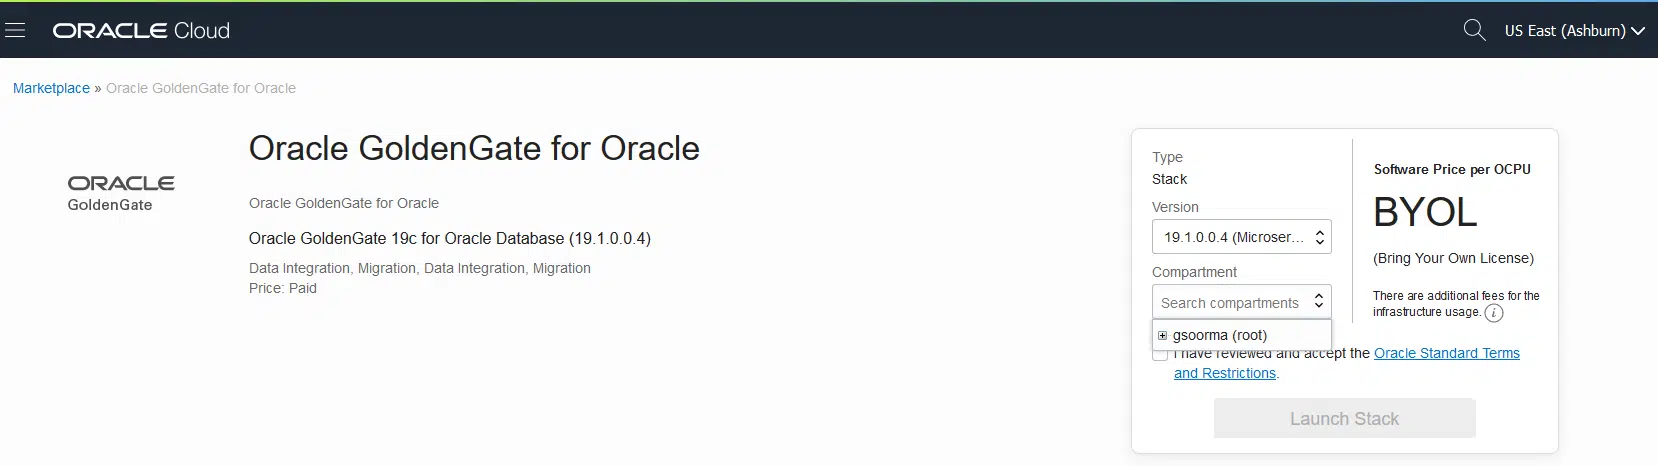 ORACLE Cloud
US East (Ashburn)
Marketplace » Oracle GoldenGate for Oracle
ORACLE
GoldenGate
Oracle GoldenGate for Oracle
Oracle GoldenGate for Oracle
Oracle GoldenGate 19c for Oracle Database (19.1.0.0.4)
Data Integration, Migration, Data Integration, Migration
Price: Paid
Type
Stack
Version
19.1.0.0.4 (Microser...
Compartment
Search compartments
gsoorma (root)
I have reviewed and accept the Oracle Standard Terms
and Restrictions.
Software Price per OCPU
BYOL
(Bring Your Own License)
There are additional fees for the
infrastructure usage. i
Launch Stack